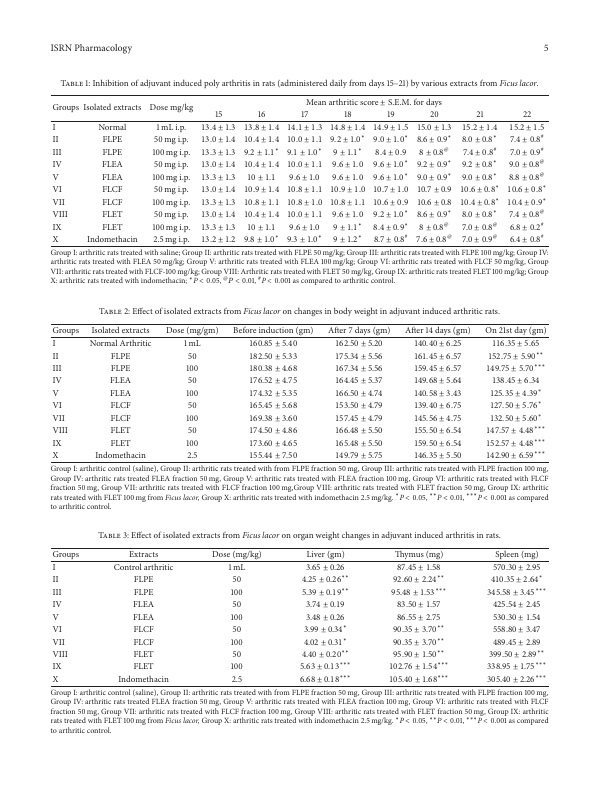 ISRN Pharmacology 5
Table 1: Inhibition of adjuvant induced poly arthritis in rats (administered daily from days 15–21) by various extracts from Ficus lacor.
Groups Isolated extracts Dose mg/kg Mean arthritic score ± S.E.M. for days
15 16 17 18 19 20 21 22
I Normal 1 mL i.p. 13.4 ± 1.3 13.8 ± 1.4 14.1 ± 1.3 14.8 ± 1.4 14.9 ± 1.5 15.0 ± 1.3 15.2 ± 1.4 15.2 ± 1.5
II FLPE 50 mg i.p. 13.0 ± 1.4 10.4 ± 1.4 10.0 ± 1.1 9.2 ± 1.0* 9.0 ± 1.0* 8.6 ± 0.9* 8.0 ± 0.8* 7.4 ± 0.8#
III FLPE 100 mg i.p. 13.3 ± 1.3 9.2 ± 1.1* 9.1 ± 1.0* 9 ± 1.1* 8.4 ± 0.9 8 ± 0.8@ 7.4 ± 0.8# 7.0 ± 0.9#
IV FLEA 50 mg i.p. 13.0 ± 1.4 10.4 ± 1.4 10.0 ± 1.1 9.6 ± 1.0 9.6 ± 1.0* 9.2 ± 0.9* 9.2 ± 0.8* 9.0 ± 0.8@
V FLEA 100 mg i.p. 13.3 ± 1.3 10 ± 1.1 9.6 ± 1.0 9.6 ± 1.0 9.6 ± 1.0* 9.0 ± 0.9* 9.0 ± 0.8* 8.8 ± 0.8@
VI FLCF 50 mg i.p. 13.0 ± 1.4 10.9 ± 1.4 10.8 ± 1.1 10.9 ± 1.0 10.7 ± 1.0 10.7 ± 0.9 10.6 ± 0.8* 10.6 ± 0.8*
VII FLCF 100 mg i.p. 13.3 ± 1.3 10.8 ± 1.1 10.8 ± 1.0 10.8 ± 1.1 10.6 ± 0.9 10.6 ± 0.8 10.4 ± 0.8* 10.4 ± 0.9*
VIII FLET 50 mg i.p. 13.0 ± 1.4 10.4 ± 1.4 10.0 ± 1.1 9.6 ± 1.0 9.2 ± 1.0* 8.6 ± 0.9* 8.0 ± 0.8* 7.4 ± 0.8@
IX FLET 100 mg i.p. 13.3 ± 1.3 10 ± 1.1 9.6 ± 1.0 9 ± 1.1* 8.4 ± 0.9* 8 ± 0.8@ 7.0 ± 0.8@ 6.8 ± 0.2#
X Indomethacin 2.5 mg i.p. 13.2 ± 1.2 9.8 ± 1.0* 9.3 ± 1.0* 9 ± 1.2* 8.7 ± 0.8# 7.6 ± 0.8@ 7.0 ± 0.9@ 6.4 ± 0.8#
Group I: arthritic rats treated with saline; Group II: arthritic rats treated with FLPE 50 mg/kg; Group III: arthritic rats treated with FLPE 100 mg/kg; Group IV:
arthritic rats treated with FLEA 50 mg/kg; Group V: arthritic rats treated with FLEA 100 mg/kg; Group VI: arthritic rats treated with FLCF 50 mg/kg, Group
VII: arthritic rats treated with FLCF-100 mg/kg; Group VIII: Arthritic rats treated with FLET 50 mg/kg, Group IX: arthritic rats treated FLET 100 mg/kg; Group
X: arthritic rats treated with indomethacin; *P < 0.05, @P < 0.01, #P < 0.001 as compared to arthritic control.
Table 2: Effect of isolated extracts from Ficus lacor on changes in body weight in adjuvant induced arthritic rats.
Groups Isolated extracts Dose (mg/gm) Before induction (gm) After 7 days (gm) After 14 days (gm) On 21st day (gm)
I Normal Arthritic 1 mL 160.85 ± 5.40 162.50 ± 5.20 140.40 ± 6.25 116.35 ± 5.65
II FLPE 50 182.50 ± 5.33 175.34 ± 5.56 161.45 ± 6.57 152.75 ± 5.90**
III FLPE 100 180.38 ± 4.68 167.34 ± 5.56 159.45 ± 6.57 149.75 ± 5.70***
IV FLEA 50 176.52 ± 4.75 164.45 ± 5.37 149.68 ± 5.64 138.45 ± 6.34
V FLEA 100 174.32 ± 5.35 166.50 ± 4.74 140.58 ± 3.43 125.35 ± 4.39*
VI FLCF 50 165.45 ± 5.68 153.50 ± 4.79 139.40 ± 6.75 127.50 ± 5.76*
VII FLCF 100 169.38 ± 3.60 157.45 ± 4.79 145.56 ± 4.75 132.50 ± 5.60*
VIII FLET 50 174.50 ± 4.86 166.48 ± 5.50 155.50 ± 6.54 147.57 ± 4.48***
IX FLET 100 173.60 ± 4.65 165.48 ± 5.50 159.50 ± 6.54 152.57 ± 4.48***
X Indomethacin 2.5 155.44 ± 7.50 149.79 ± 5.75 146.35 ± 5.50 142.90 ± 6.59***
Group I: arthritic control (saline), Group II: arthritic rats treated with from FLPE fraction 50 mg, Group III: arthritic rats treated with FLPE fraction 100 mg,
Group IV: arthritic rats treated FLEA fraction 50 mg, Group V: arthritic rats treated with FLEA fraction 100 mg, Group VI: arthritic rats treated with FLCF
fraction 50 mg, Group VII: arthritic rats treated with FLCF fraction 100 mg,Group VIII: arthritic rats treated with FLET fraction 50 mg, Group IX: arthritic
rats treated with FLET 100 mg from Ficus lacor, Group X: arthritic rats treated with indomethacin 2.5 mg/kg. *P < 0.05, **P < 0.01, ***P < 0.001 as compared
to arthritic control.
Table 3: Effect of isolated extracts from Ficus lacor on organ weight changes in adjuvant induced arthritis in rats.
Groups Extracts Dose (mg/kg) Liver (gm) Thymus (mg) Spleen (mg)
I Control arthritic 1 mL 3.65 ± 0.26 87.45 ± 1.58 570.30 ± 2.95
II FLPE 50 4.25 ± 0.26** 92.60 ± 2.24** 410.35 ± 2.64*
III FLPE 100 5.39 ± 0.19** 95.48 ± 1.53*** 345.58 ± 3.45***
IV FLEA 50 3.74 ± 0.19 83.50 ± 1.57 425.54 ± 2.45
V FLEA 100 3.48 ± 0.26 86.55 ± 2.75 530.30 ± 1.54
VI FLCF 50 3.99 ± 0.34* 90.35 ± 3.70** 558.80 ± 3.47
VII FLCF 100 4.02 ± 0.31* 90.35 ± 3.70** 489.45 ± 2.89
VIII FLET 50 4.40 ± 0.20** 95.90 ± 1.50** 399.50 ± 2.89**
IX FLET 100 5.63 ± 0.13*** 102.76 ± 1.54*** 338.95 ± 1.75***
X Indomethacin 2.5 6.68 ± 0.18*** 105.40 ± 1.68*** 305.40 ± 2.26***
Group I: arthritic control (saline), Group II: arthritic rats treated with from FLPE fraction 50 mg, Group III: arthritic rats treated with FLPE fraction 100 mg,
Group IV: arthritic rats treated FLEA fraction 50 mg, Group V: arthritic rats treated with FLEA fraction 100 mg, Group VI: arthritic rats treated with FLCF
fraction 50 mg, Group VII: arthritic rats treated with FLCF fraction 100 mg, Group VIII: arthritic rats treated with FLET fraction 50 mg, Group IX: arthritic
rats treated with FLET 100 mg from Ficus lacor, Group X: arthritic rats treated with indomethacin 2.5 mg/kg. *P < 0.05, **P < 0.01, ***P < 0.001 as compared
to arthritic control.